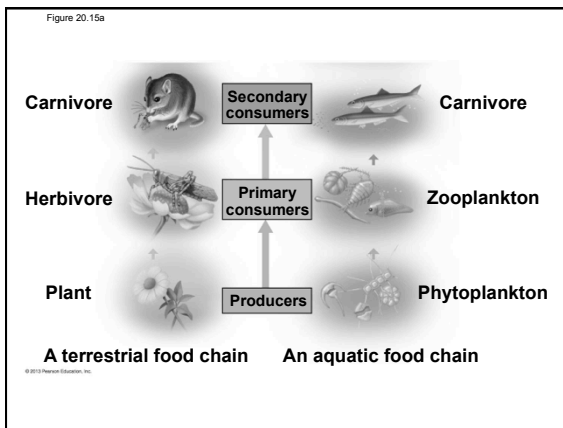 Figure 20.15a
Carnivore
Secondary
consumers
Carnivore
Herbivore
Primary
consumers
Zooplankton
Plant
Producers
Phytoplankton
A terrestrial food chain
An aquatic food chain
© 2013 Pearson Education, Inc.